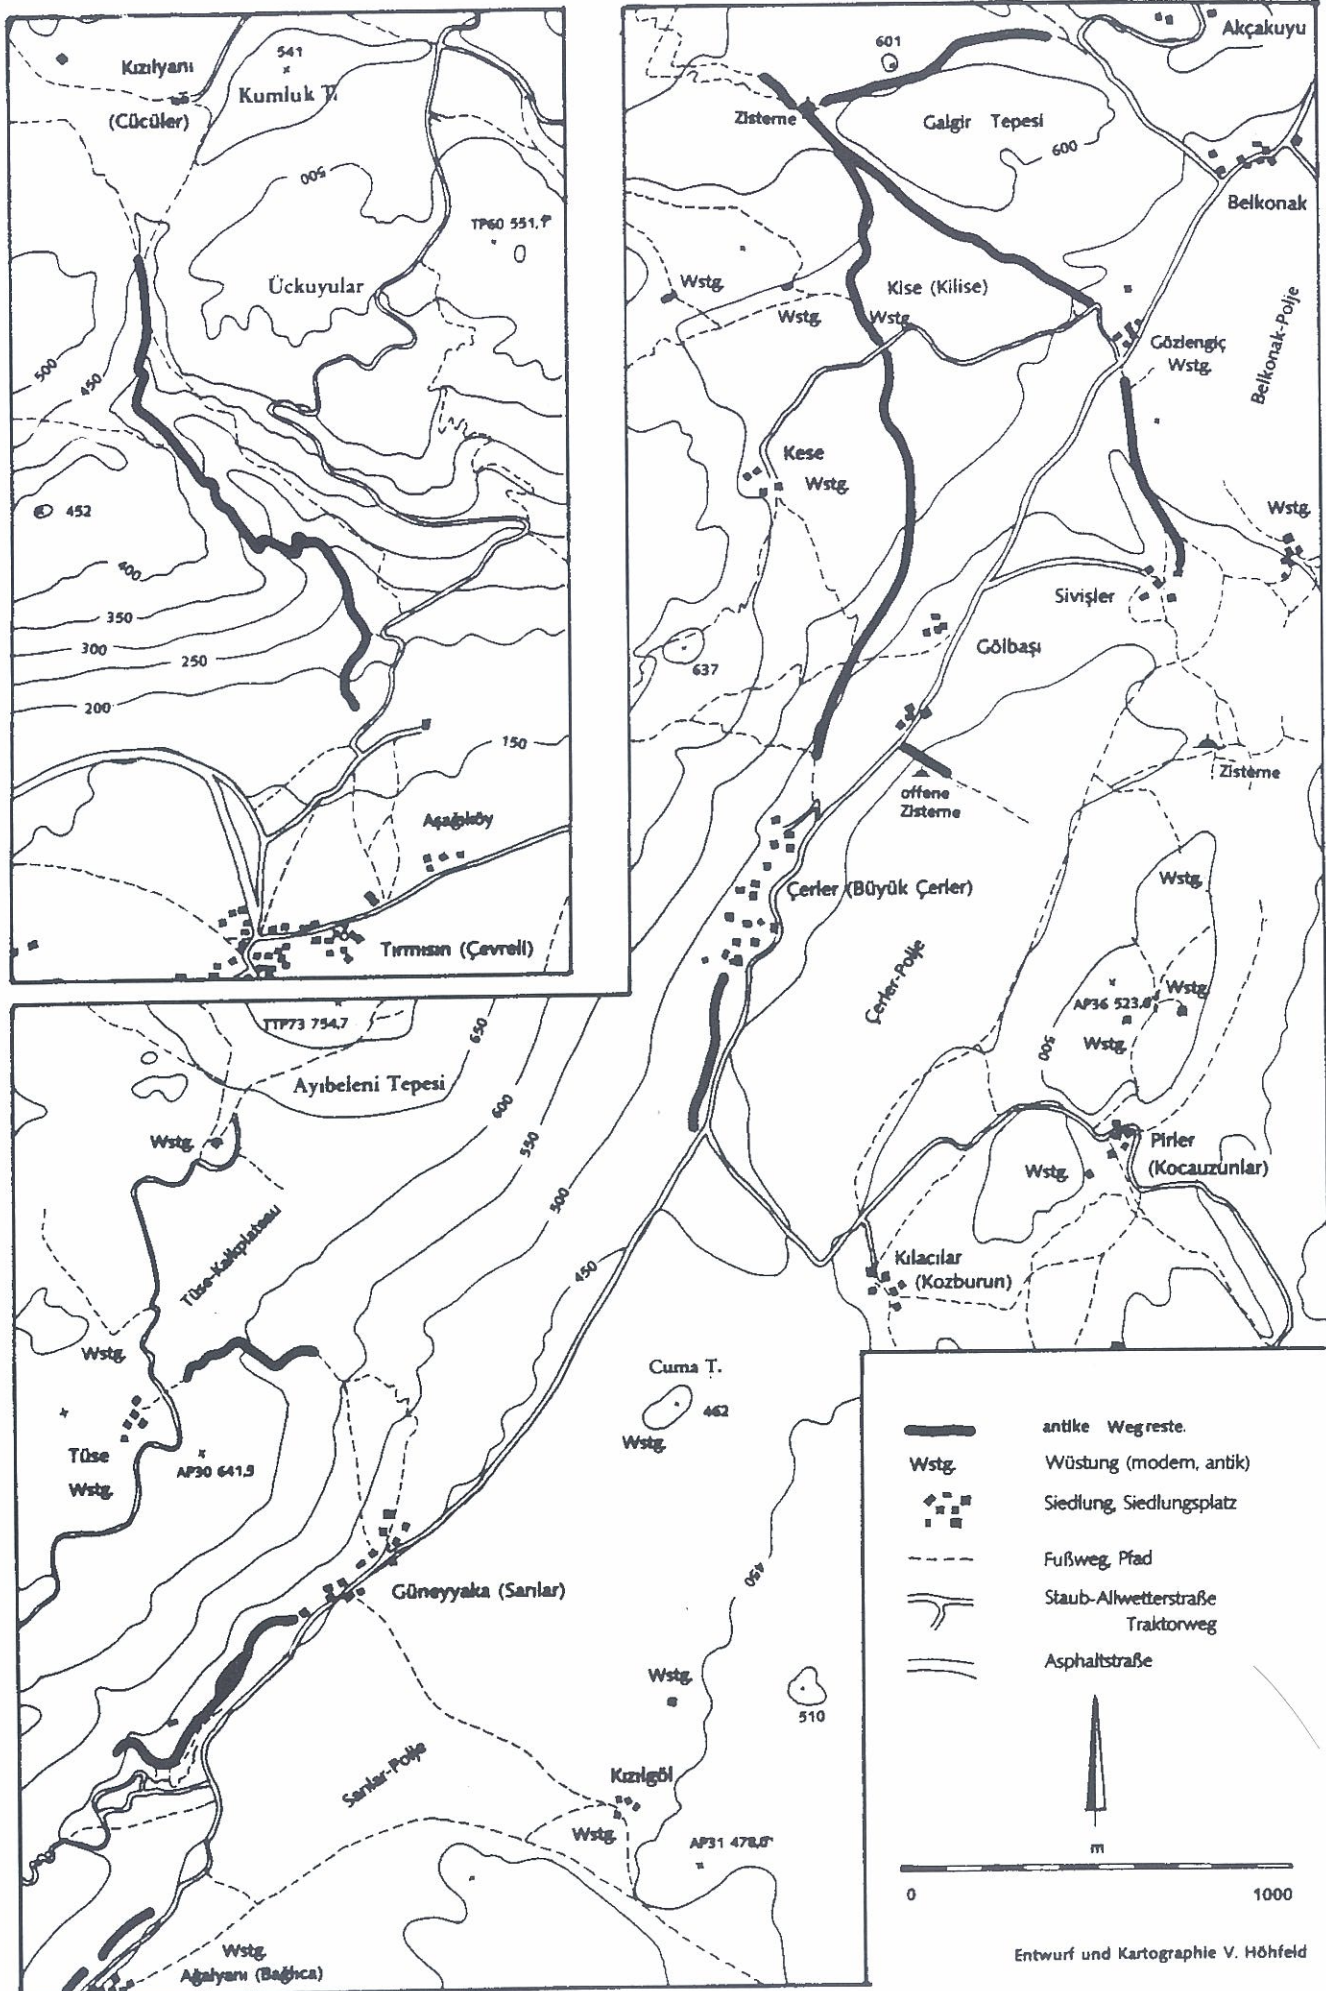 Kızılyanı
(Cücüler)
541
Kumluk T.
500
TP60 551,1
Ückuyular
500
450
452
400
350
300
250
200
150
Aşağıköy
Tırmısın (Çevreli)
601
Akçakuyu
Zisterne
Galgir Tepesi
600
Belkonak
Wstg.
Wstg.
Kise (Kilise)
Wstg.
Gözlengiç
Wstg.
Belkonak-Polje
Kese
Wstg.
Wstg.
Sivişler
Gölbaşı
637
Zisterne
offene
Zisterne
Çerler (Büyük Çerler)
Wstg.
Çerler-Polje
Wstg.
AP36 523,6
Wstg.
500
Pirler
(Kocauzunlar)
Wstg.
Kılacılar
(Kozburun)
TTP73 754,7
650
Ayıbeleni Tepesi
600
550
500
450
Wstg.
Tüse-Kalkplateau
Wstg.
Tüse
Wstg.
AP30 641,9
Cuma T.
462
Wstg.
450
Güneyyaka (Sarılar)
Wstg.
510
Sarılar-Polje
Kızılgöl
Wstg.
AP31 478,6
Wstg.
Ağalyanı (Bağlıca)
antike Wegreste.
Wstg. Wüstung (modern, antik)
Siedlung, Siedlungsplatz
Fußweg, Pfad
Staub-Allwetterstraße
Traktorweg
Asphaltstraße
m
0 1000
Entwurf und Kartographie V. Höhfeld